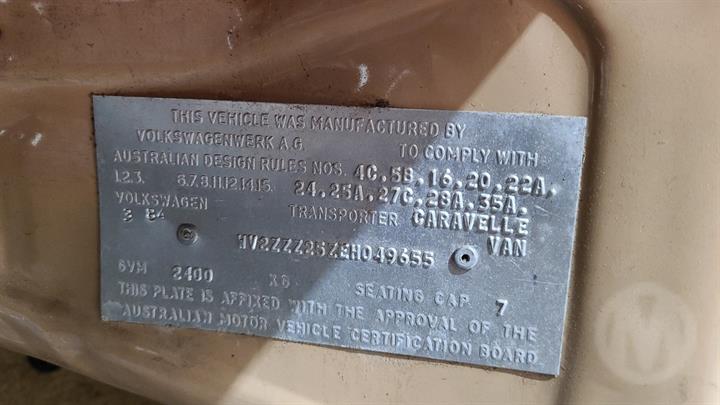 THIS VEHICLE WAS MANUFACTURED BY
VOLKSWAGENWERK A.G. TO COMPLY WITH
AUSTRALIAN DESIGN RULES NOS. 4C.5B.16.20.22A.
1.2.3. 6.7.8.11.12.14.15. 24.25A.27C.28A.35A.
VOLKSWAGEN TRANSPORTER CARAVELLE
3 84 VAN
WV2ZZZ25ZEH049655
GVM 2400 KG SEATING CAP 7
THIS PLATE IS AFFIXED WITH THE APPROVAL OF THE
AUSTRALIAN MOTOR VEHICLE CERTIFICATION BOARD
M